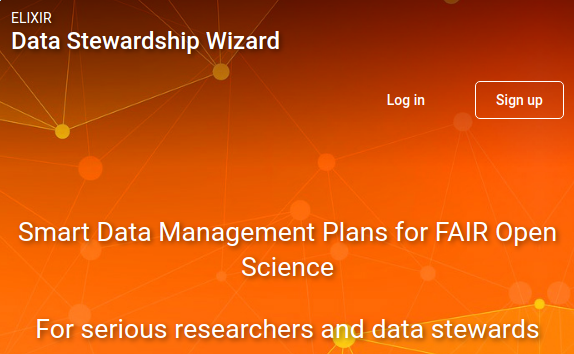 ELIXIR
Data Stewardship Wizard
Log in
Sign up
Smart Data Management Plans for FAIR Open
Science
For serious researchers and data stewards